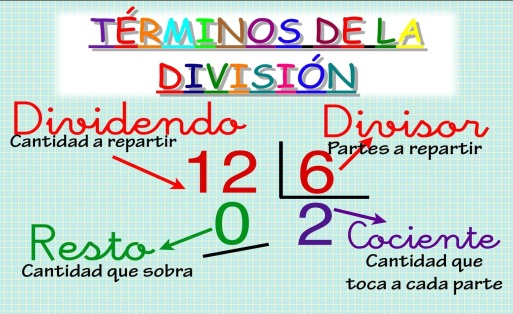 TÉRMINOS DE LA
DIVISIÓN
Dividendo
Cantidad a repartir
Divisor
Partes a repartir
12 6
0 2
Resto
Cantidad que sobra
Cociente
Cantidad que
toca a cada parte